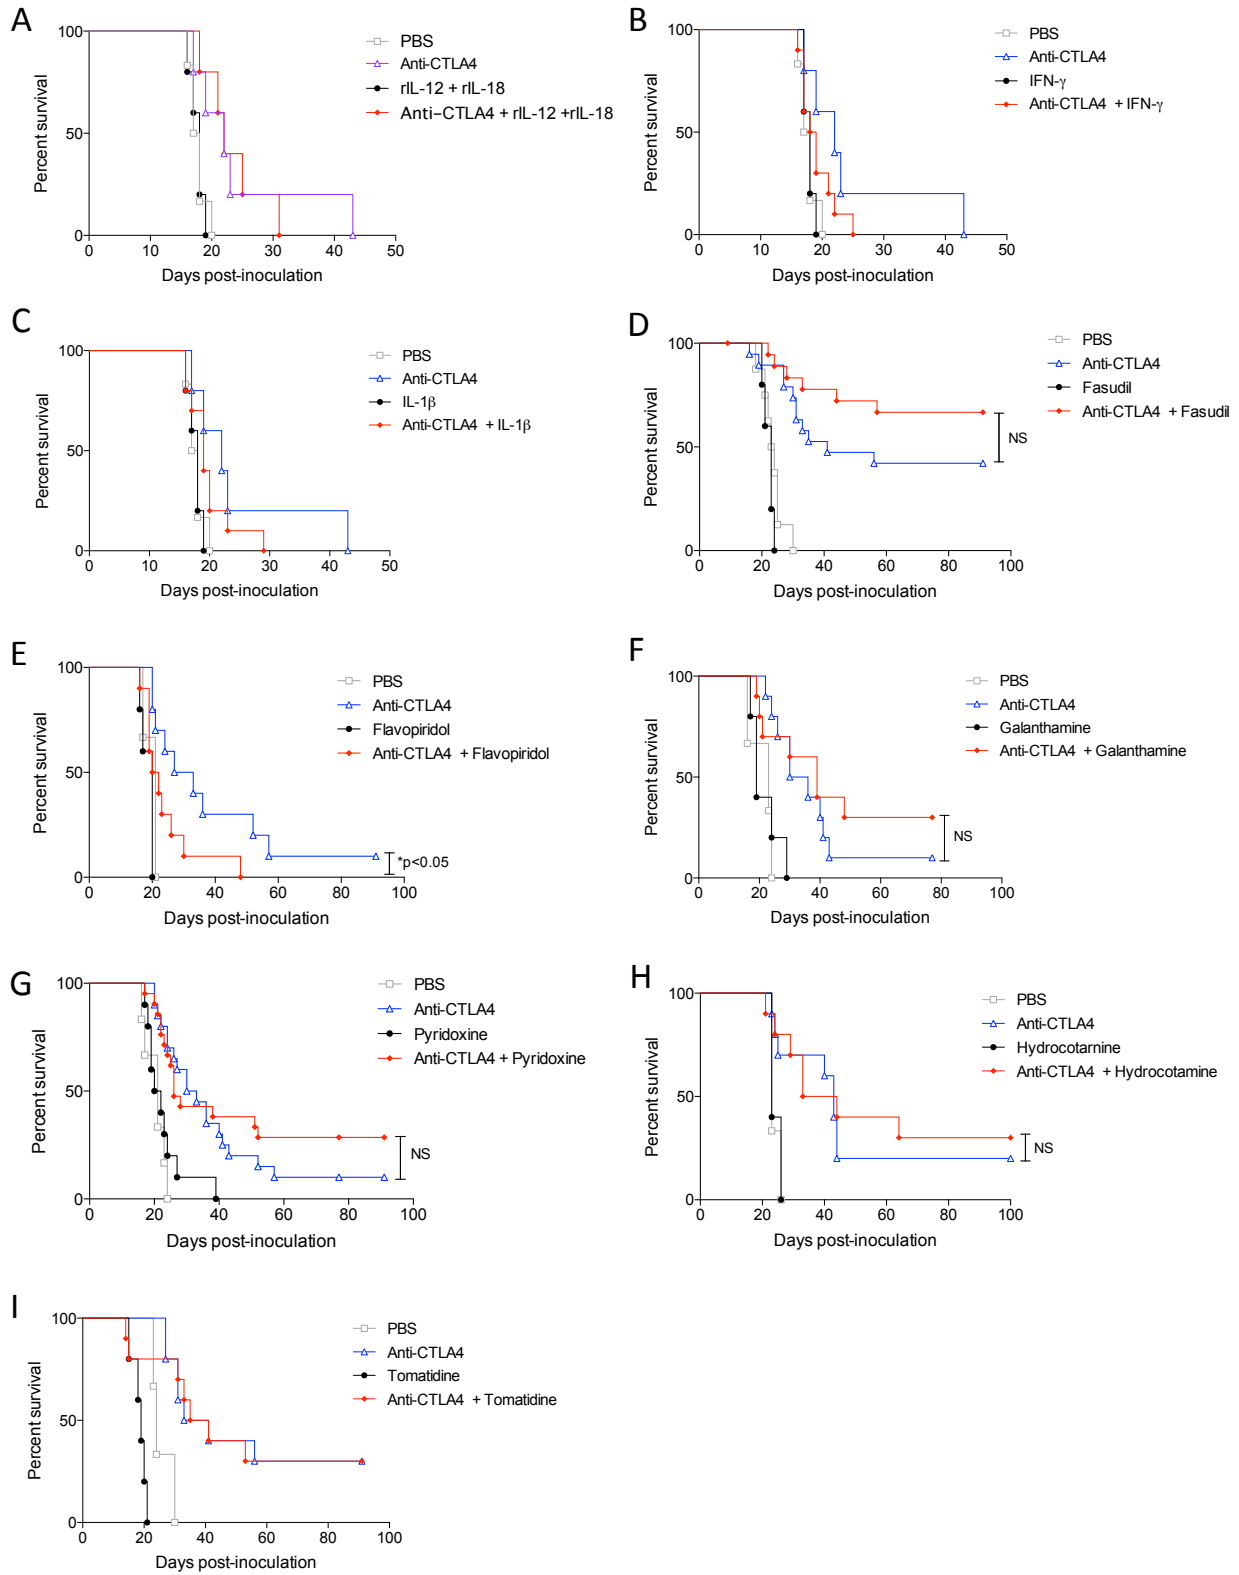 A
Percent survival
100
50
0
0 10 20 30 40 50
Days post-inoculation
PBS
Anti-CTLA4
rIL-12 + rIL-18
Anti-CTLA4 + rIL-12 +rIL-18
B
Percent survival
100
50
0
0 10 20 30 40 50
Days post-inoculation
PBS
Anti-CTLA4
IFN-γ
Anti-CTLA4 + IFN-γ
C
Percent survival
100
50
0
0 10 20 30 40 50
Days post-inoculation
PBS
Anti-CTLA4
IL-1β
Anti-CTLA4 + IL-1β
D
Percent survival
100
50
0
0 20 40 60 80 100
Days post-inoculation
PBS
Anti-CTLA4
Fasudil
Anti-CTLA4 + Fasudil
NS
E
Percent survival
100
50
0
0 20 40 60 80 100
Days post-inoculation
PBS
Anti-CTLA4
Flavopiridol
Anti-CTLA4 + Flavopiridol
*p<0.05
F
Percent survival
100
50
0
0 20 40 60 80 100
Days post-inoculation
PBS
Anti-CTLA4
Galanthamine
Anti-CTLA4 + Galanthamine
NS
G
Percent survival
100
50
0
0 20 40 60 80 100
Days post-inoculation
PBS
Anti-CTLA4
Pyridoxine
Anti-CTLA4 + Pyridoxine
NS
H
Percent survival
100
50
0
0 20 40 60 80 100
Days post-inoculation
PBS
Anti-CTLA4
Hydrocotarnine
Anti-CTLA4 + Hydrocotamine
NS
I
Percent survival
100
50
0
0 20 40 60 80 100
Days post-inoculation
PBS
Anti-CTLA4
Tomatidine
Anti-CTLA4 + Tomatidine